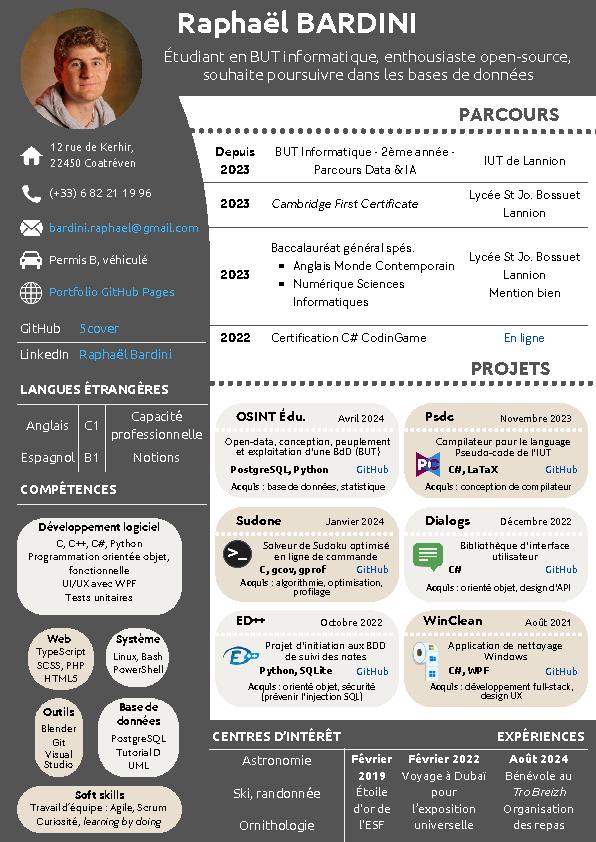 Raphaël BARDINI
Étudiant en BUT informatique, enthousiaste open-source,
souhaite poursuivre dans les bases de données
12 rue de Kerhir,
22450 Coatréven
(+33) 6 82 21 19 96
bardini.raphael@gmail.com
Permis B, véhiculé
Portfolio GitHub Pages
GitHub 5cover
LinkedIn Raphaël Bardini
LANGUES ÉTRANGÈRES
Anglais C1 Capacité
professionnelle
Espagnol B1 Notions
COMPÉTENCES
Développement logiciel
C, C++, C#, Python
Programmation orientée objet,
fonctionnelle
UI/UX avec WPF
Tests unitaires
Web
TypeScript
SCSS, PHP
HTML5
Système
Linux, Bash
PowerShell
Outils
Blender
Git
Visual
Studio
Base de
données
PostgreSQL
Tutorial D
UML
Soft skills
Travail d'équipe : Agile, Scrum
Curiosité, learning by doing
PARCOURS
Depuis
2023
BUT Informatique - 2ème année -
Parcours Data & IA
IUT de Lannion
2023
Cambridge First Certificate
Lycée St Jo. Bossuet
Lannion
2023
Baccalauréat général spés.
▪ Anglais Monde Contemporain
▪ Numérique Sciences
Informatiques
Lycée St Jo. Bossuet
Lannion
Mention bien
2022
Certification C# CodinGame
En ligne
PROJETS
OSINT Édu. Avril 2024
Open-data, conception, peuplement
et exploitation d'une BdD (BUT)
PostgreSQL, Python GitHub
Acquis : base de données, statistique
Psdc Novembre 2023
Compilateur pour le language
Pseudo-code de l'IUT
PC
C#, LaTaX GitHub
Acquis : conception de compilateur
Sudone Janvier 2024
Solveur de Sudoku optimisé
en ligne de commande
C, gcov, gprof GitHub
Acquis : algorithmie, optimisation,
profilage
Dialogs Décembre 2022
Bibliothèque d'interface
utilisateur
C# GitHub
Acquis : orienté objet, design d'API
ED++ Octobre 2022
Projet d'initiation aux BDD
de suivi des notes
Python, SQLite GitHub
Acquis : orienté objet, sécurité
(prévenir l'injection SQL)
WinClean Août 2021
Application de nettoyage
Windows
C#, WPF GitHub
Acquis : développement full-stack,
design UX
CENTRES D'INTÉRÊT
Astronomie
Ski, randonnée
Ornithologie
EXPÉRIENCES
Février
2019
Étoile
d'or de
l'ESF
Février 2022
Voyage à Dubaï
pour
l'exposition
universelle
Août 2024
Bénévole au
Tro Breizh
Organisation
des repas